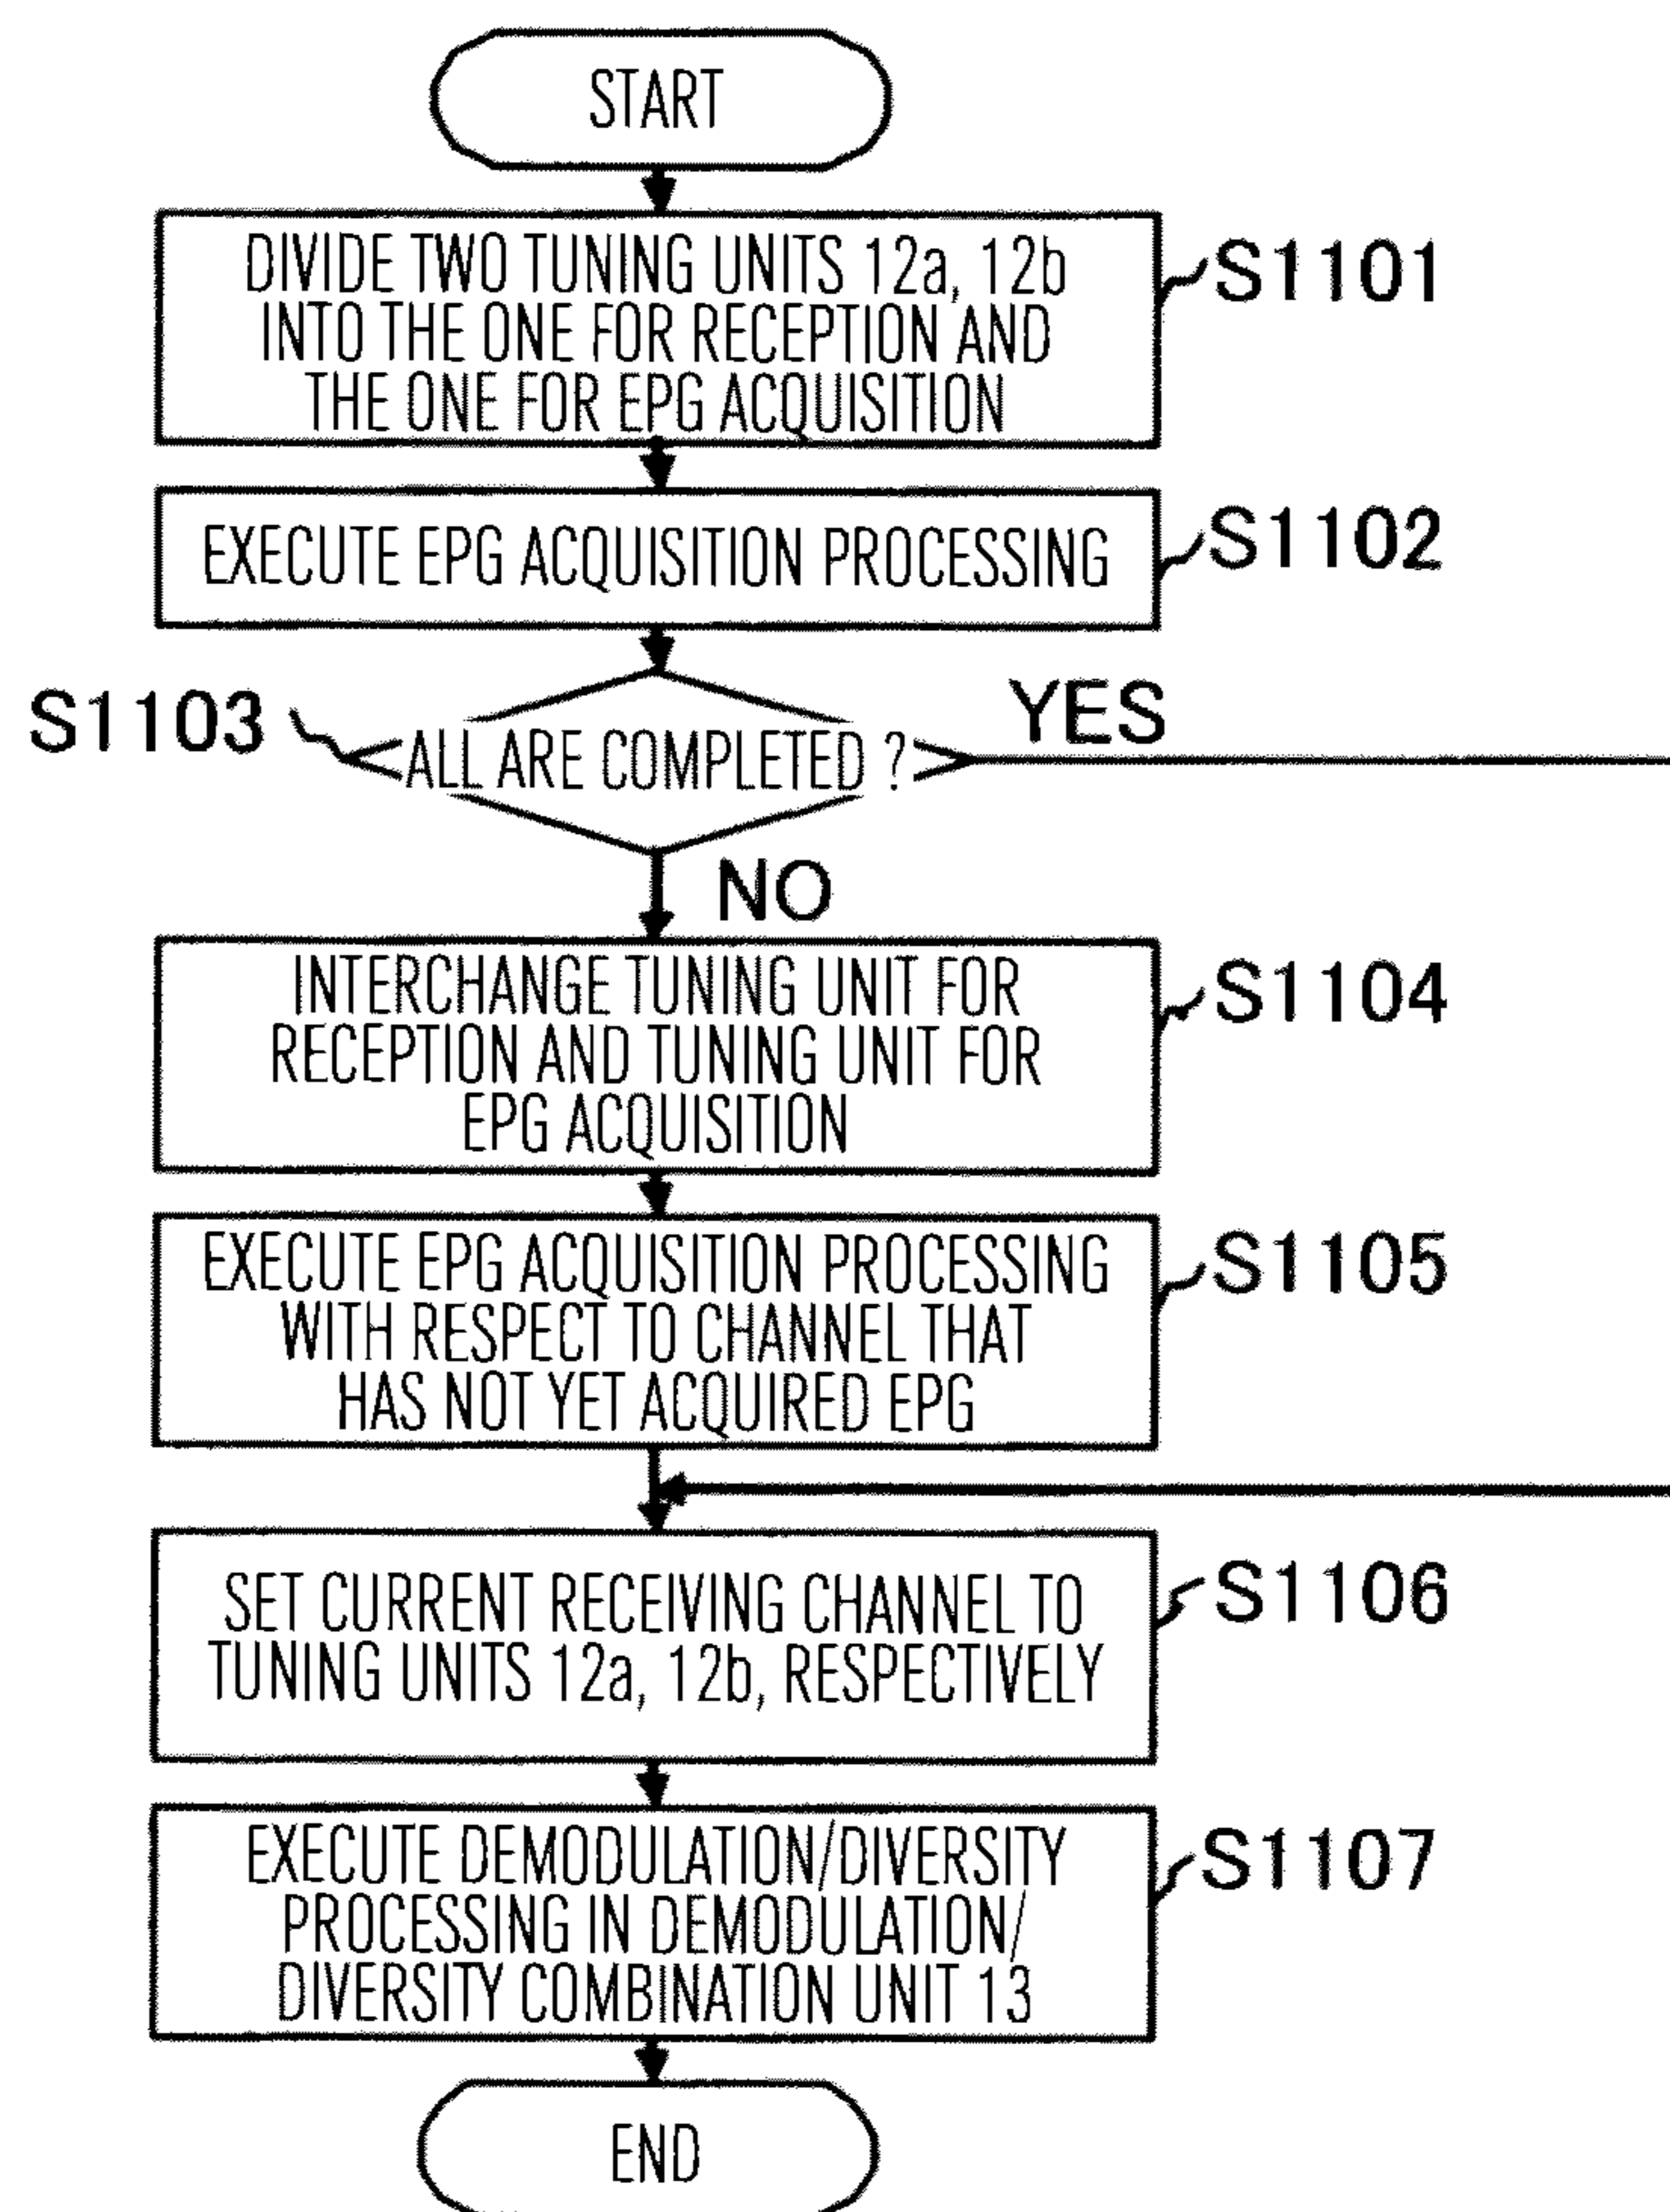 START
DIVIDE TWO TUNING UNITS 12a, 12b
INTO THE ONE FOR RECEPTION AND
THE ONE FOR EPG ACQUISITION
S1101
EXECUTE EPG ACQUISITION PROCESSING
S1102
S1103
ALL ARE COMPLETED ?
YES
NO
INTERCHANGE TUNING UNIT FOR
RECEPTION AND TUNING UNIT FOR
EPG ACQUISITION
S1104
EXECUTE EPG ACQUISITION PROCESSING
WITH RESPECT TO CHANNEL THAT
HAS NOT YET ACQUIRED EPG
S1105
SET CURRENT RECEIVING CHANNEL TO
TUNING UNITS 12a, 12b, RESPECTIVELY
S1106
EXECUTE DEMODULATION/DIVERSITY
PROCESSING IN DEMODULATION/
DIVERSITY COMBINATION UNIT 13
S1107
END